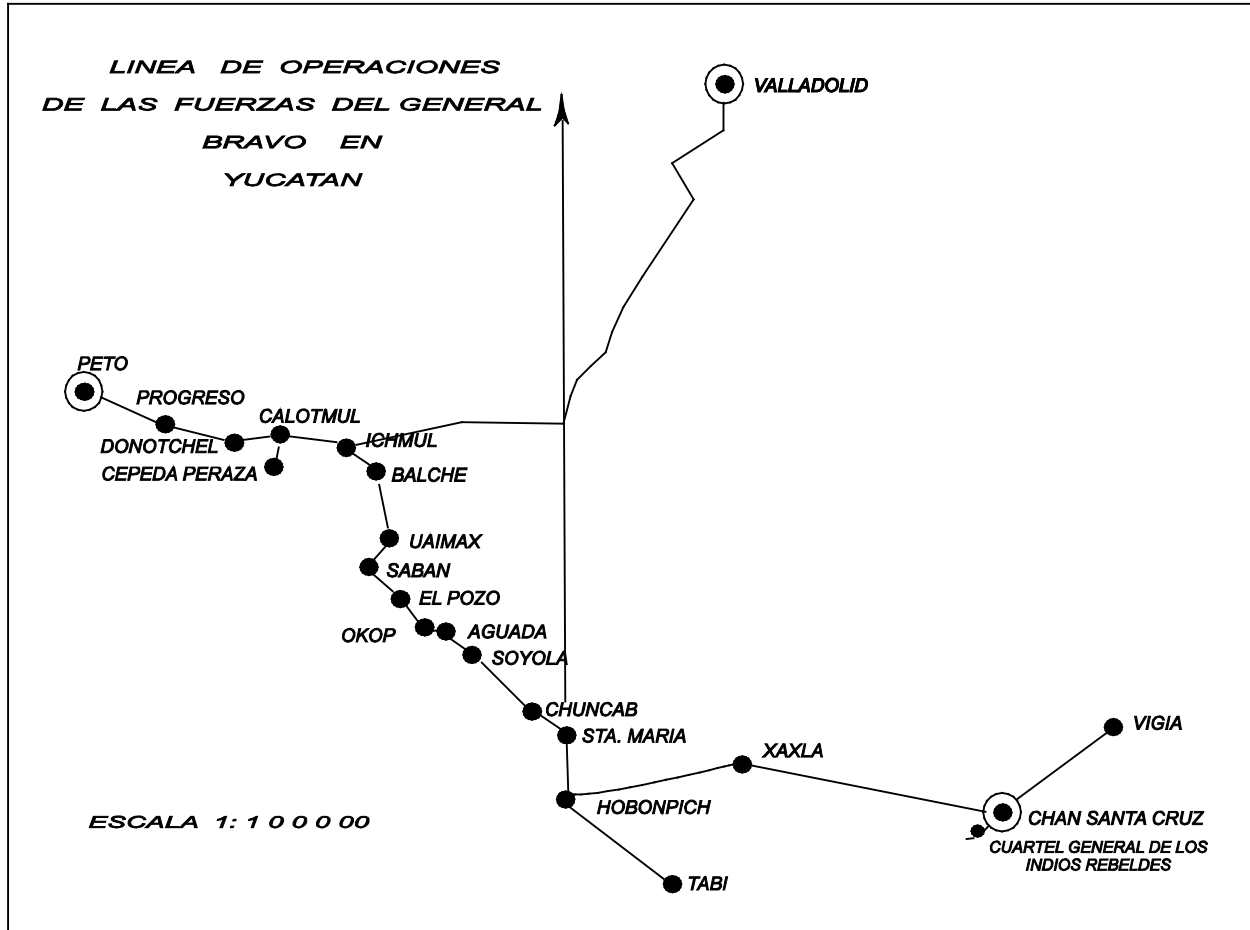 LINEA DE OPERACIONES
DE LAS FUERZAS DEL GENERAL
BRAVO EN
YUCATAN
VALLADOLID
PETO
PROGRESO
CALOTMUL
DONOTCHEL
ICHMUL
CEPEDA PERAZA
BALCHE
UAIMAX
SABAN
EL POZO
OKOP
AGUADA
SOYOLA
CHUNCAB
STA. MARIA
VIGIA
XAXLA
HOBONPICH
ESCALA 1: 1 0 0 0 00
CHAN SANTA CRUZ
CUARTEL GENERAL DE LOS
INDIOS REBELDES
TABI